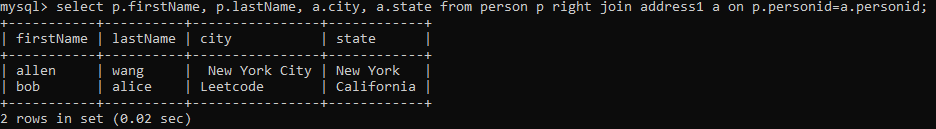 mysql> select p.firstName, p.lastName, a.city, a.state from person p right join address1 a on p.personid=a.personid;
+-----------+----------+---------------+------------+
| firstName | lastName | city          | state      |
+-----------+----------+---------------+------------+
| allen     | wang     |  New York City | New York   |
| bob       | alice    | Leetcode      | California |
+-----------+----------+---------------+------------+
2 rows in set (0.02 sec)